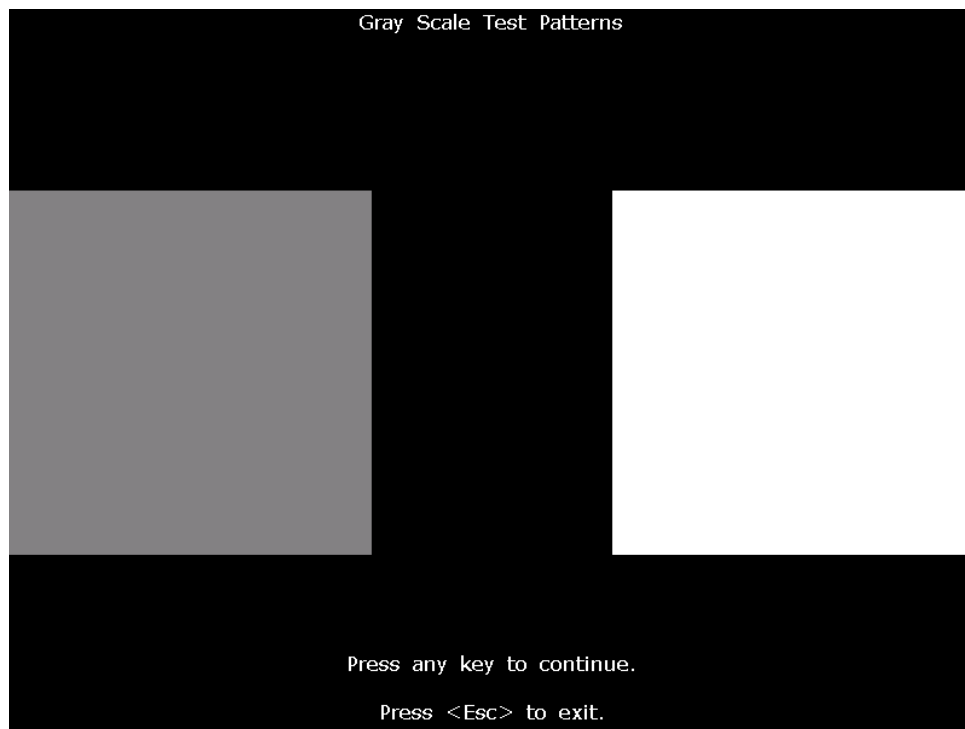 Gray Scale Test Patterns
Press any key to continue.
Press <Esc> to exit.